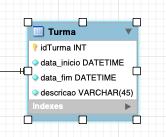 Turma
idTurma INT
data_inicio DATETIME
data_fim DATETIME
descricao VARCHAR(45)
Indexes